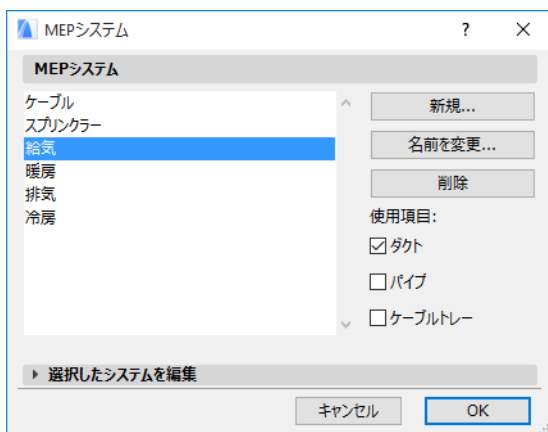 MEPシステム
?
MEPシステム
ケーブル
スプリンクラー
給気
暖房
排気
冷房
新規...
名前を変更...
削除
使用項目:
ダクト
パイプ
ケーブルトレー
選択したシステムを編集
キャンセル
OK